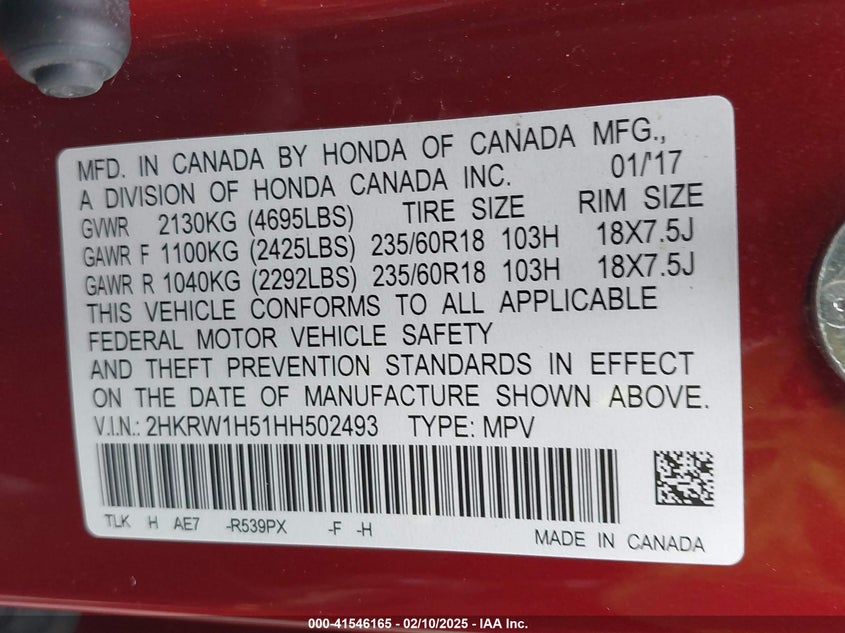 MFD. IN CANADA BY HONDA OF CANADA MFG.,
A DIVISION OF HONDA CANADA INC. 01/'17
GVWR 2130KG (4695LBS) TIRE SIZE RIM SIZE
GAWR F 1100KG (2425LBS) 235/60R18 103H 18X7.5J
GAWR R 1040KG (2292LBS) 235/60R18 103H 18X7.5J
THIS VEHICLE CONFORMS TO ALL APPLICABLE
FEDERAL MOTOR VEHICLE SAFETY
AND THEFT PREVENTION STANDARDS IN EFFECT
ON THE DATE OF MANUFACTURE SHOWN ABOVE.
V.I.N.: 2HKRW1H51HH502493 TYPE: MPV
TLK H AE7 -R539PX -F -H
MADE IN CANADA
000-41546165 - 02/10/2025 - IAA Inc.